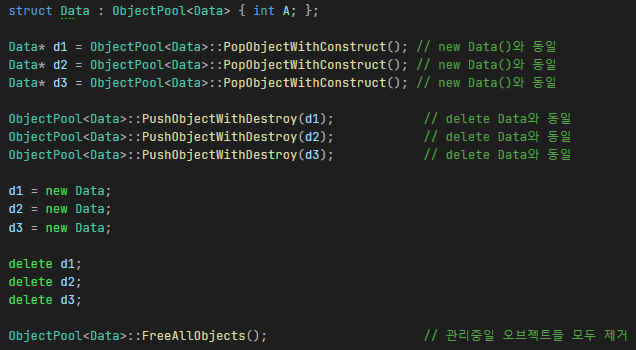 struct Data : ObjectPool<Data> { int A; };
Data* d1 = ObjectPool<Data>::PopObjectWithConstruct(); // new Data()와 동일
Data* d2 = ObjectPool<Data>::PopObjectWithConstruct(); // new Data()와 동일
Data* d3 = ObjectPool<Data>::PopObjectWithConstruct(); // new Data()와 동일
ObjectPool<Data>::PushObjectWithDestroy(d1); // delete Data와 동일
ObjectPool<Data>::PushObjectWithDestroy(d2); // delete Data와 동일
ObjectPool<Data>::PushObjectWithDestroy(d3); // delete Data와 동일
d1 = new Data;
d2 = new Data;
d3 = new Data;
delete d1;
delete d2;
delete d3;
ObjectPool<Data>::FreeAllObjects(); // 관리중일 오브젝트들 모두 제거